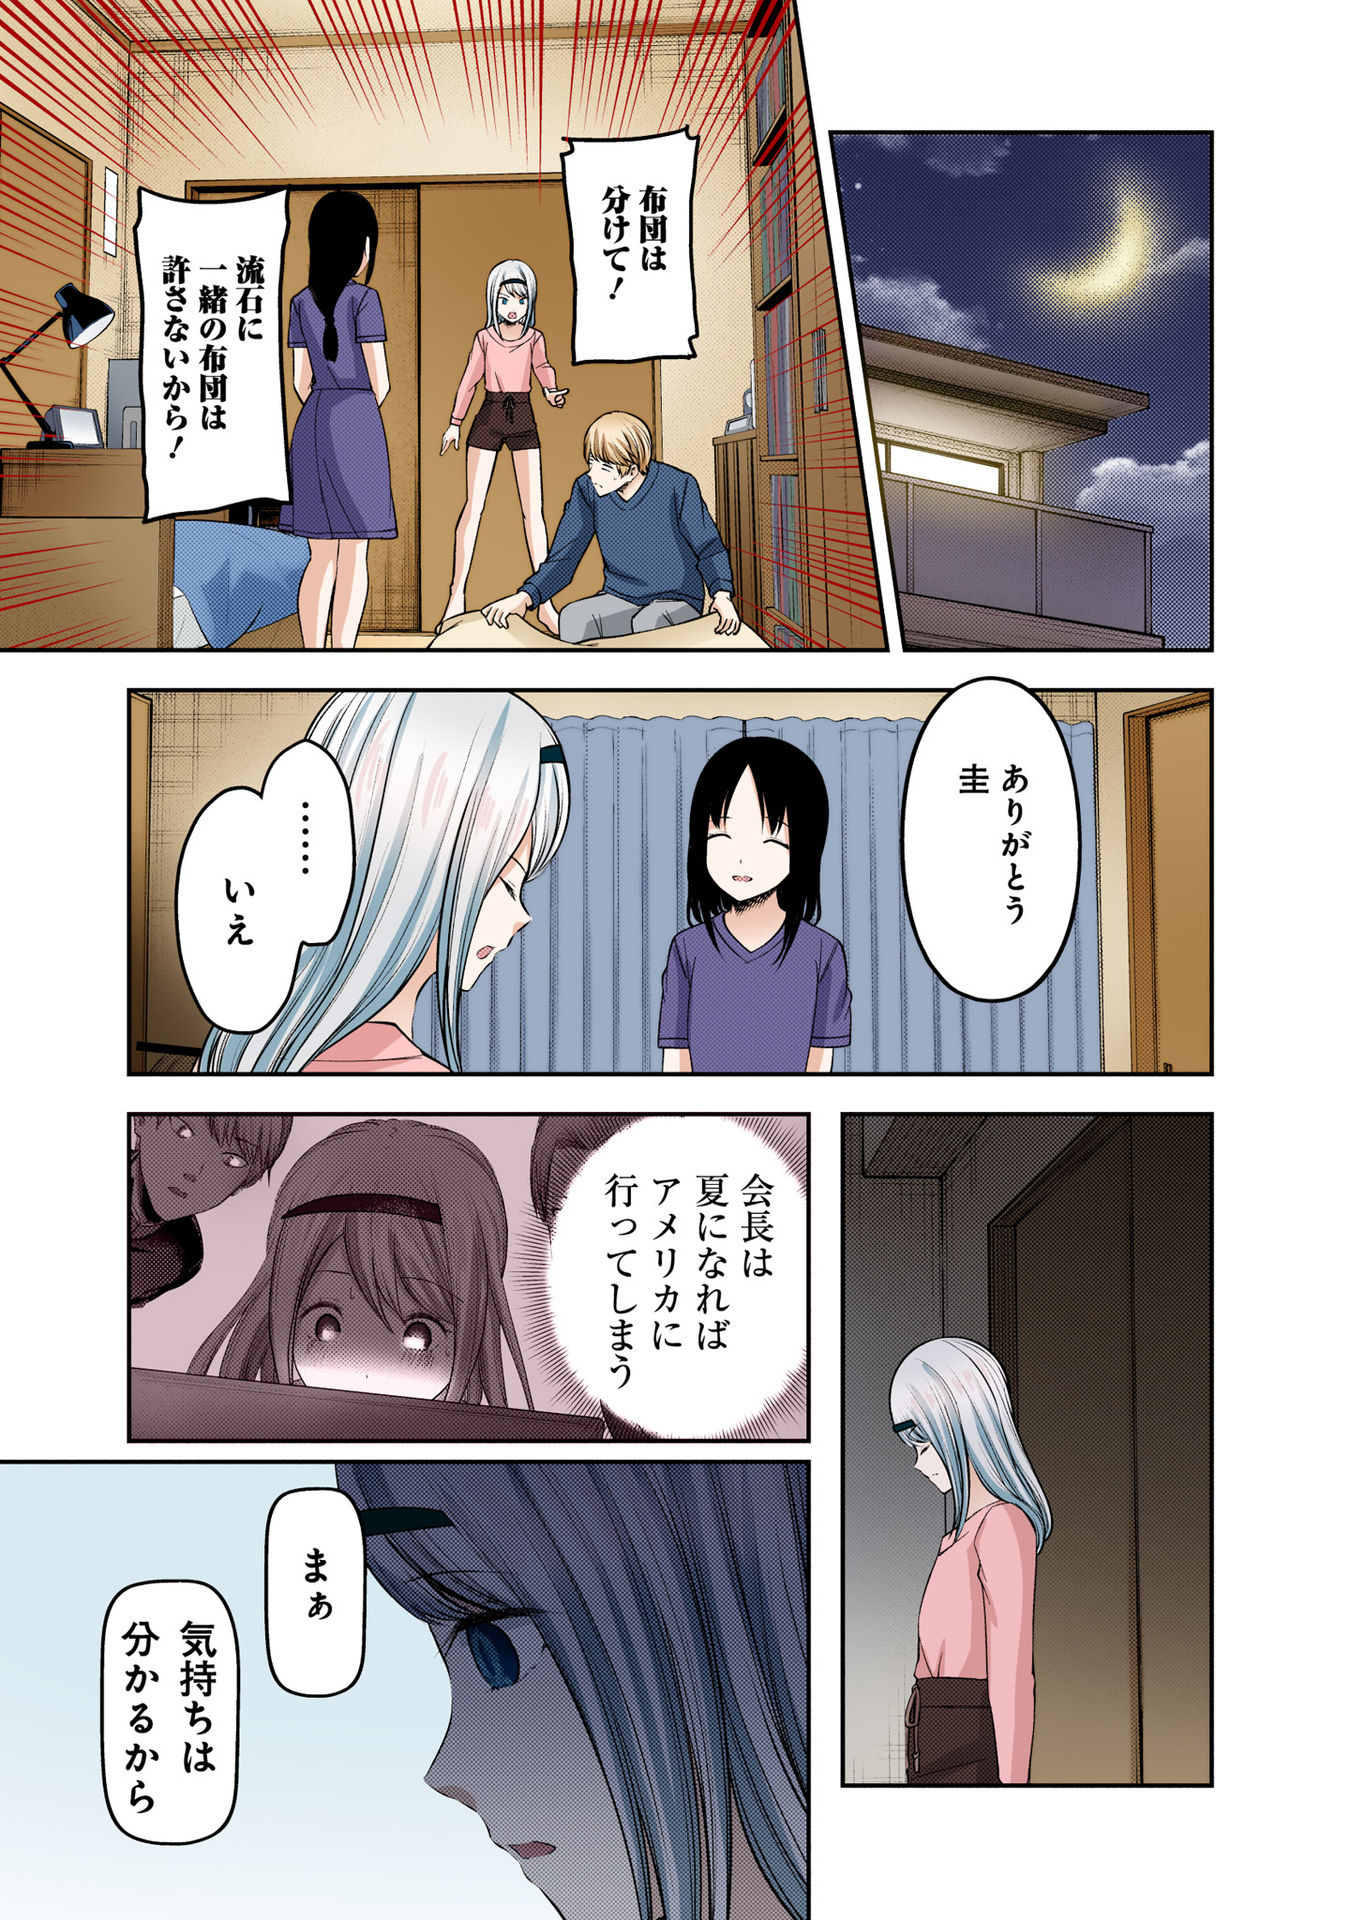 布団は
分けて！
流石に
一緒の布団は
許さないから！
ありがとう
圭
……
いえ
会長は
夏になれば
アメリカに
行ってしまう
まぁ
気持ちは
分かるから